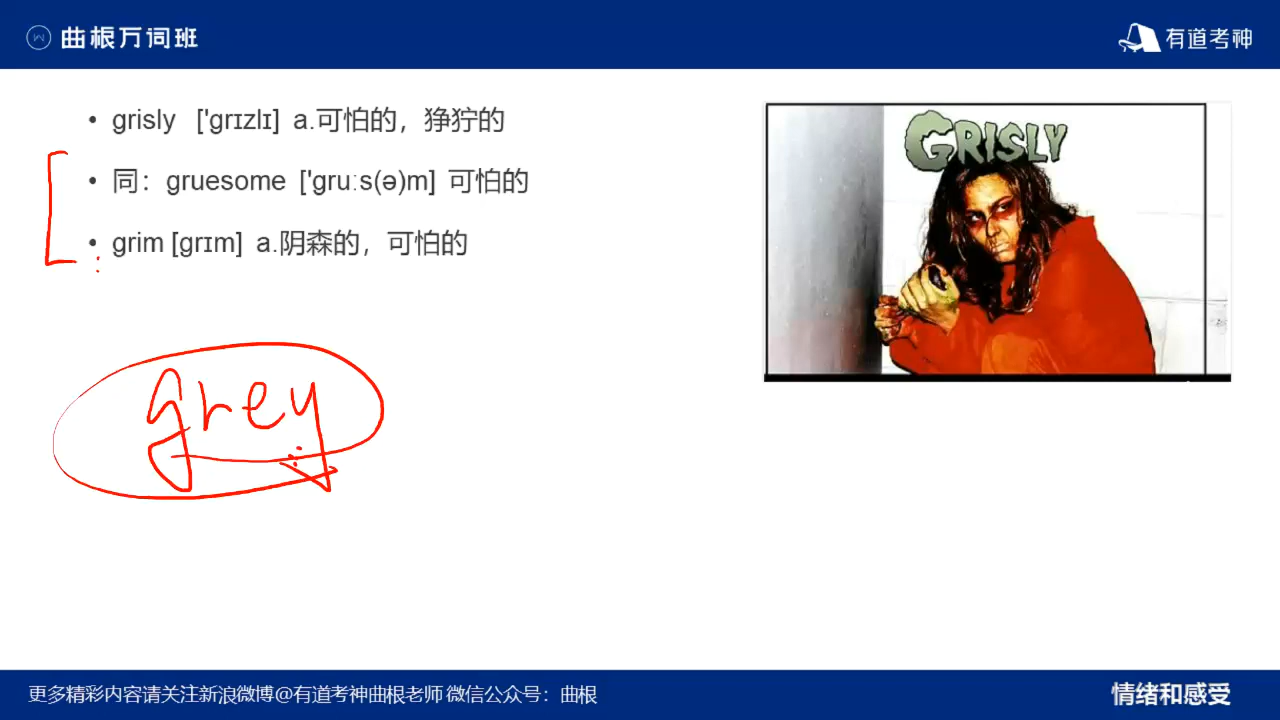 曲根万词班
有道考神
• grisly ['grɪzlɪ] a.可怕的，狰狞的
• 同：gruesome ['gruːs(ə)m] 可怕的
• grim [grɪm] a.阴森的，可怕的
GRISLY
grey
更多精彩内容请关注新浪微博@有道考神曲根老师 微信公众号：曲根
情绪和感受